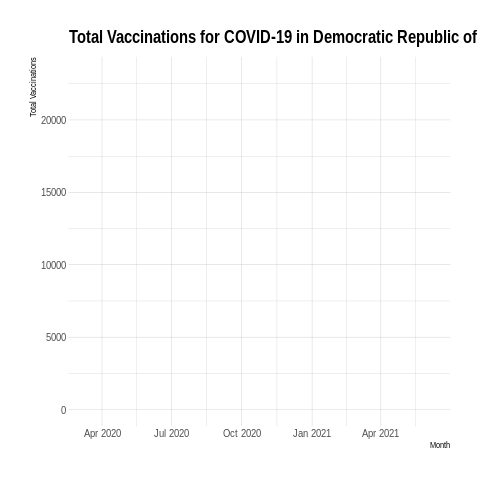 Total Vaccinations for COVID-19 in Democratic Republic of
Total Vaccinations
20000
15000
10000
5000
0
Apr 2020 Jul 2020 Oct 2020 Jan 2021 Apr 2021
Month